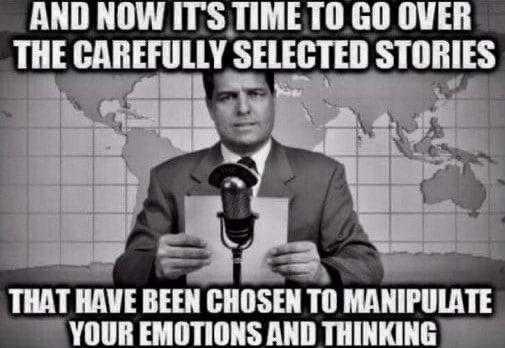 AND NOW IT'S TIME TO GO OVER
THE CAREFULLY SELECTED STORIES
THAT HAVE BEEN CHOSEN TO MANIPULATE
YOUR EMOTIONS AND THINKING